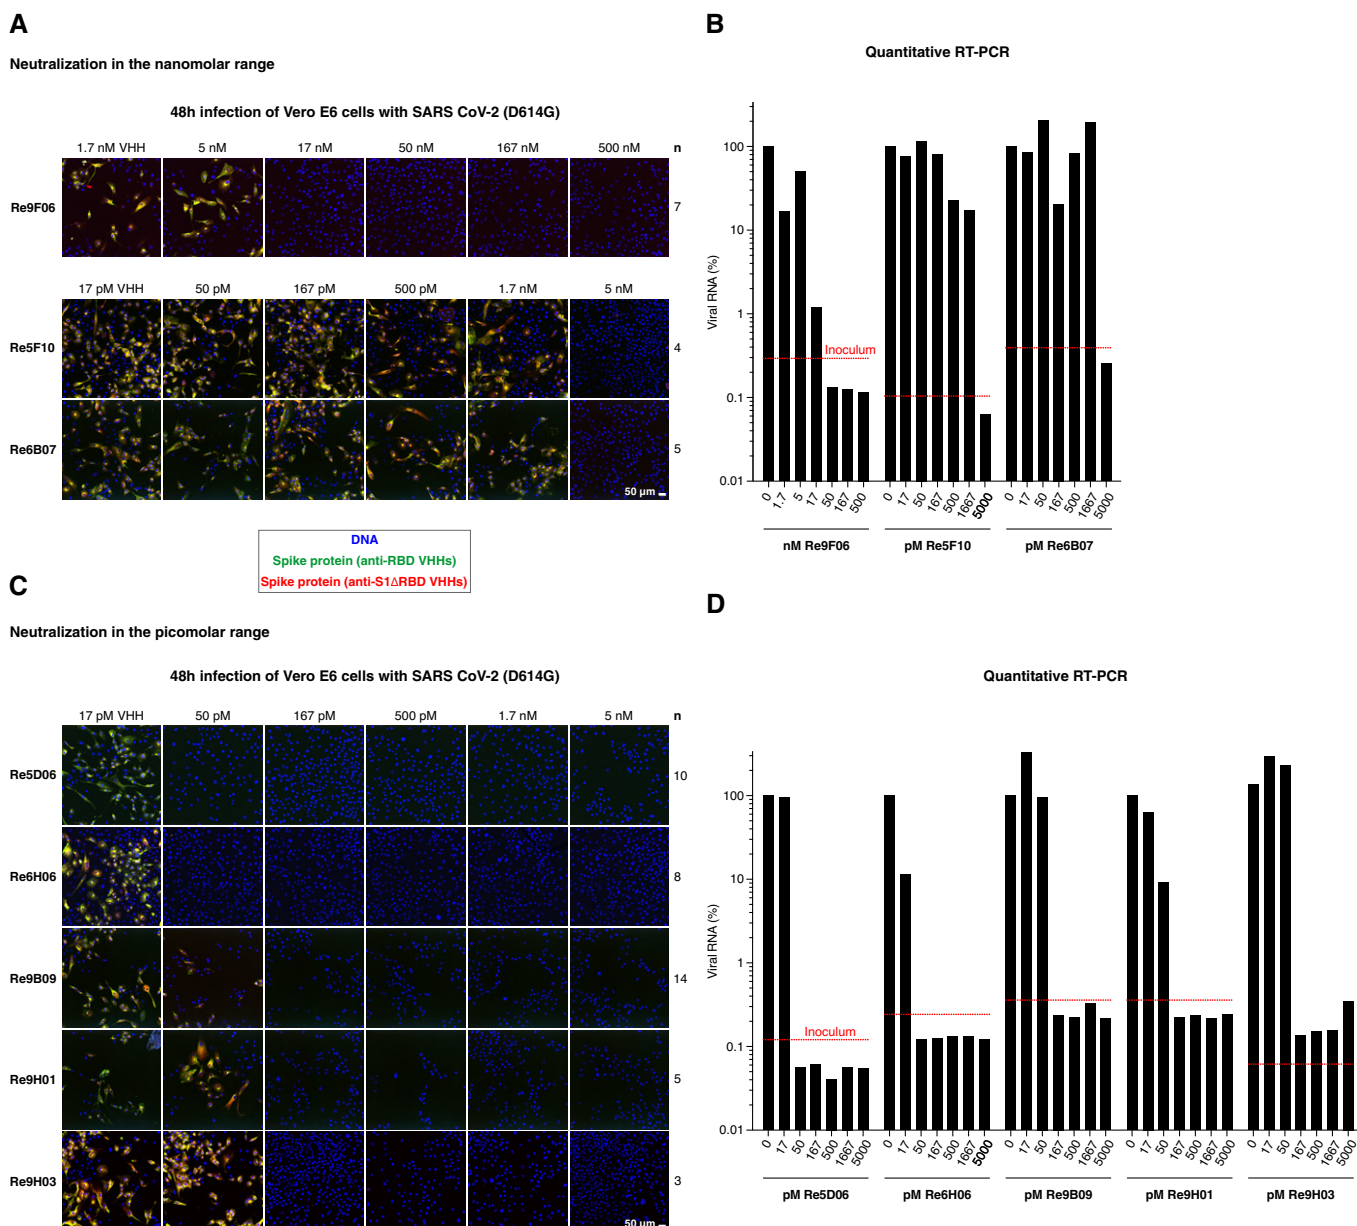 A
Neutralization in the nanomolar range
48h infection of Vero E6 cells with SARS CoV-2 (D614G)
1.7 nM VHH 5 nM 17 nM 50 nM 167 nM 500 nM n
Re9F06 7
17 pM VHH 50 pM 167 pM 500 pM 1.7 nM 5 nM
Re5F10 4
Re6B07 5
50 µm
DNA
Spike protein (anti-RBD VHHs)
Spike protein (anti-S1ΔRBD VHHs)
B
Quantitative RT-PCR
Viral RNA (%)
100
10
1
0.1
0.01
Inoculum
0 1.7 5 17 50 167 500 0 17 50 167 500 1667 5000 0 17 50 167 500 1667 5000
nM Re9F06 pM Re5F10 pM Re6B07
C
Neutralization in the picomolar range
48h infection of Vero E6 cells with SARS CoV-2 (D614G)
17 pM VHH 50 pM 167 pM 500 pM 1.7 nM 5 nM n
Re5D06 10
Re6H06 8
Re9B09 14
Re9H01 5
Re9H03 3
50 µm
D
Quantitative RT-PCR
Viral RNA (%)
100
10
1
0.1
0.01
Inoculum
0 17 50 167 500 1667 5000 0 17 50 167 500 1667 5000 0 17 50 167 500 1667 5000 0 17 50 167 500 1667 5000 0 17 50 167 500 1667 5000
pM Re5D06 pM Re6H06 pM Re9B09 pM Re9H01 pM Re9H03